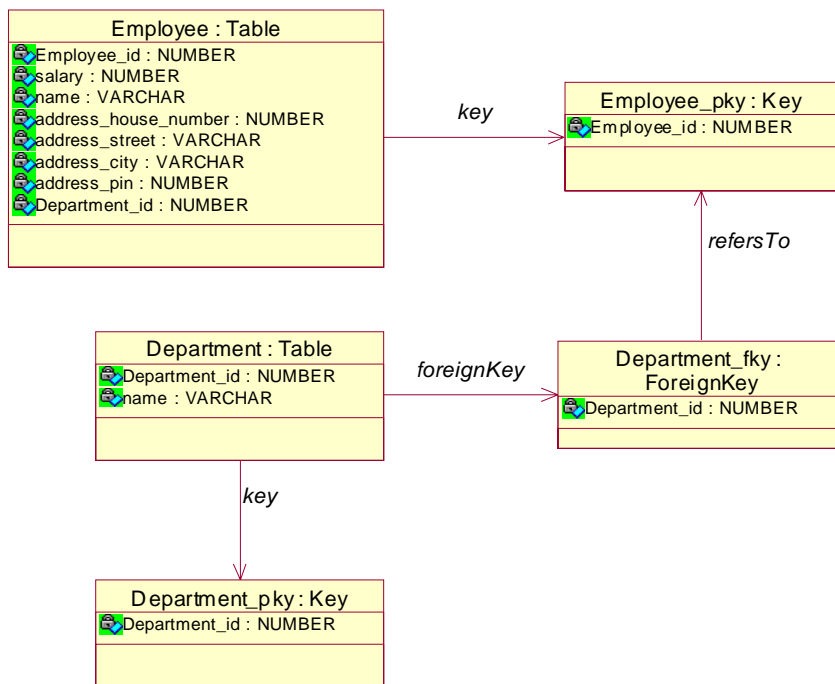 Employee : Table
Employee_id : NUMBER
salary : NUMBER
name : VARCHAR
address_house_number : NUMBER
address_street : VARCHAR
address_city : VARCHAR
address_pin : NUMBER
Department_id : NUMBER
key
Employee_pky : Key
Employee_id : NUMBER
refersTo
Department : Table
Department_id : NUMBER
name : VARCHAR
foreignKey
Department_fky :
ForeignKey
Department_id : NUMBER
key
Department_pky : Key
Department_id : NUMBER